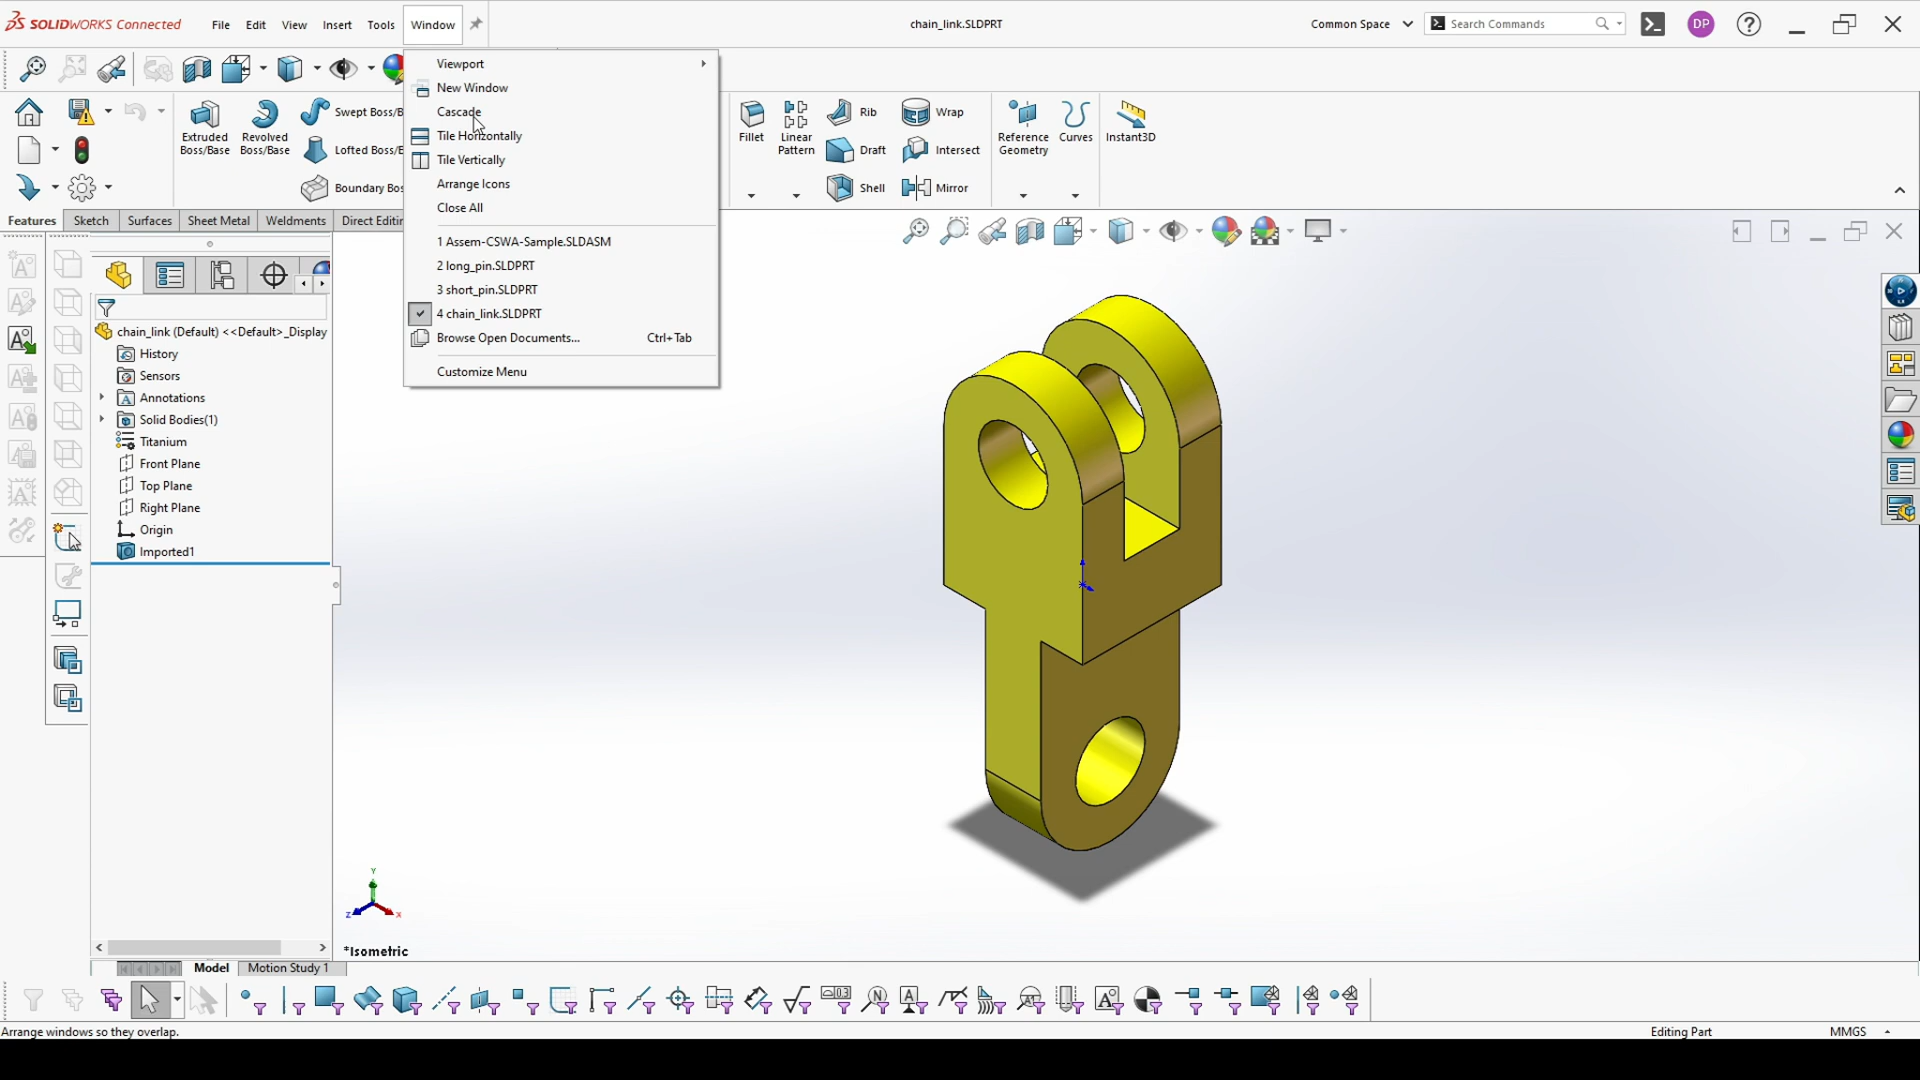 SOLIDWORKS Connected
File Edit View Insert Tools Window
chain_link.SLDPRT
Common Space
Search Commands
DP
Viewport
New Window
Cascade
Tile Horizontally
Tile Vertically
Arrange Icons
Close All
1 Assem-CSWA-Sample.SLDASM
2 long_pin.SLDPRT
3 short_pin.SLDPRT
4 chain_link.SLDPRT
Browse Open Documents... Ctrl+Tab
Customize Menu
Extruded
Boss/Base
Revolved
Boss/Base
Swept Boss/B
Lofted Boss/E
Boundary Bos
Fillet
Linear
Pattern
Rib
Draft
Shell
Wrap
Intersect
Mirror
Reference
Geometry
Curves
Instant3D
Features Sketch Surfaces Sheet Metal Weldments Direct Editin
chain_link (Default) <<Default>_Display
History
Sensors
Annotations
Solid Bodies(1)
Titanium
Front Plane
Top Plane
Right Plane
Origin
Imported1
Y
Z
X
*Isometric
Model Motion Study 1
Arrange windows so they overlap.
Editing Part
MMGS